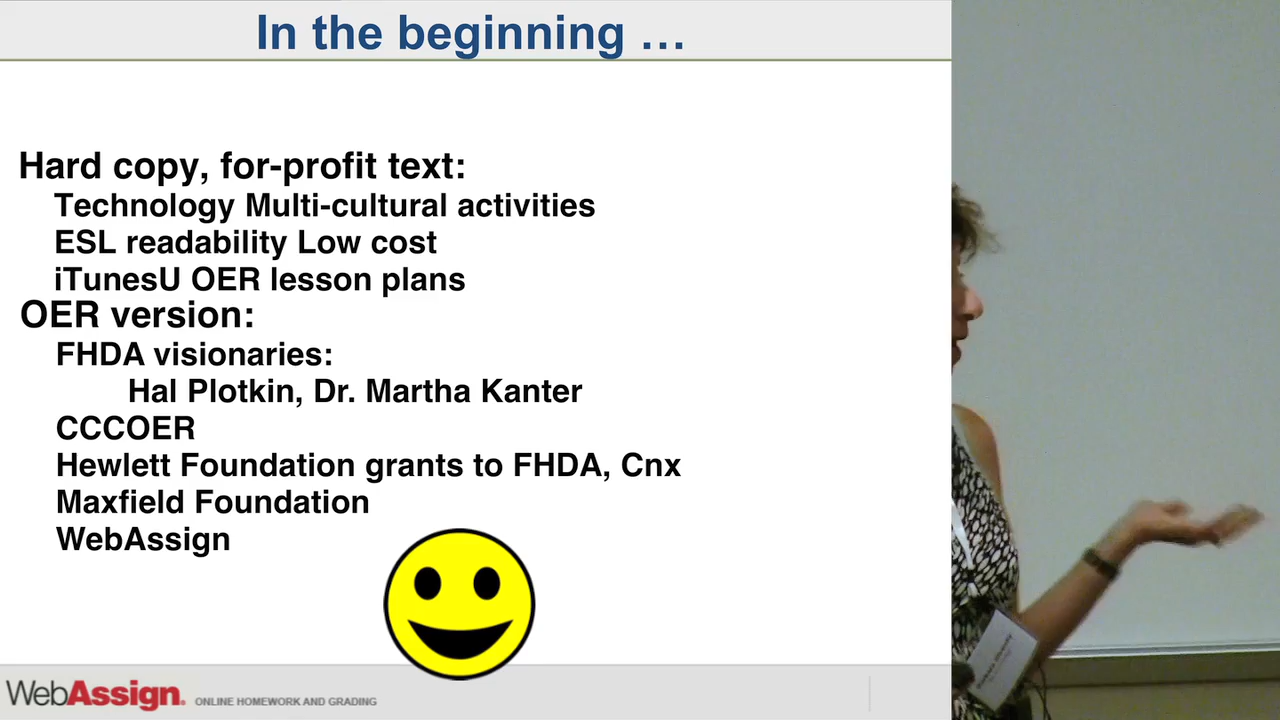 In the beginning …
Hard copy, for-profit text:
Technology Multi-cultural activities
ESL readability Low cost
iTunesU OER lesson plans
OER version:
FHDA visionaries:
Hal Plotkin, Dr. Martha Kanter
CCCOER
Hewlett Foundation grants to FHDA, Cnx
Maxfield Foundation
WebAssign
WebAssign.
ONLINE HOMEWORK AND GRADING